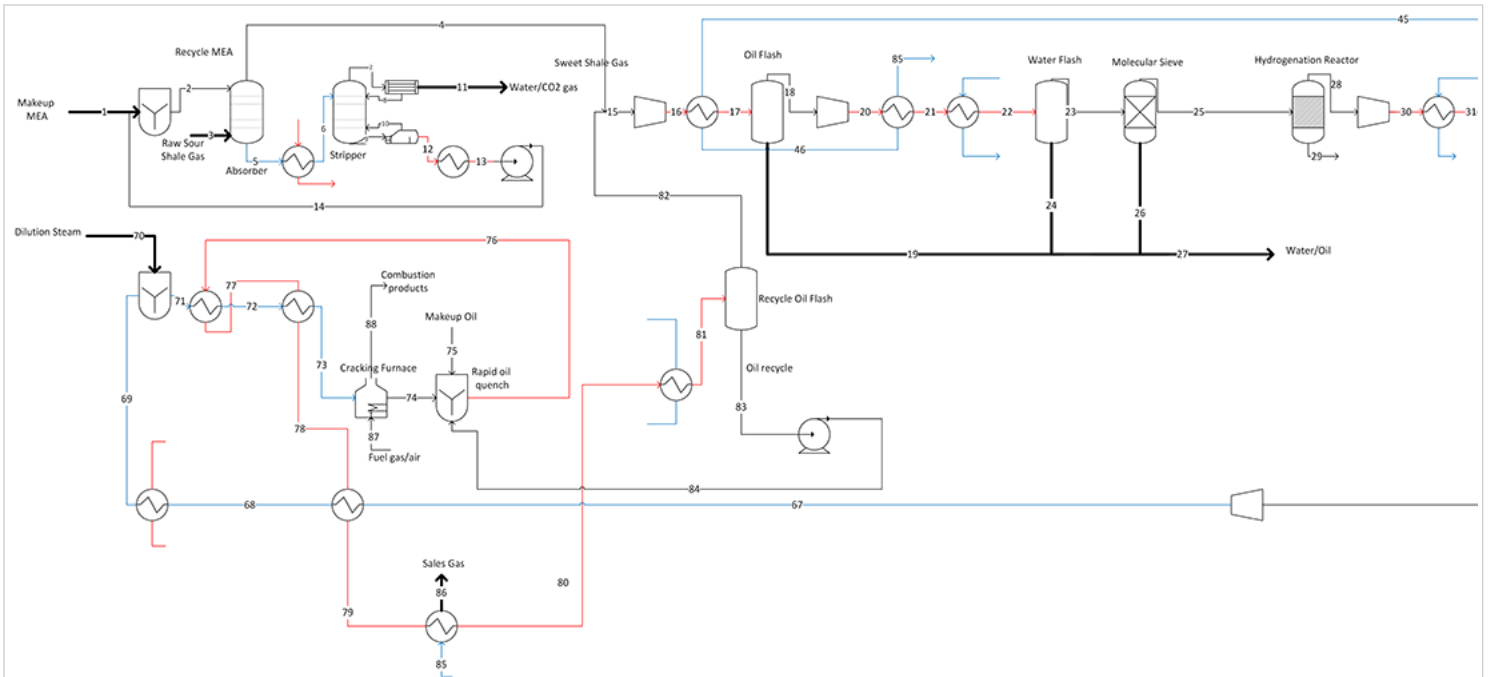 4
45
Recycle MEA
Sweet Shale Gas
Oil Flash
85
Water Flash
Molecular Sieve
Hydrogenation Reactor
Makeup
MEA
1
2
3
Raw Sour
Shale Gas
Absorber
5
6
Stripper
11
Water/CO2 gas
10
12
13
14
15
16
17
18
20
21
22
23
25
28
29
30
31
46
82
24
26
19
27
Water/Oil
Dilution Steam
70
76
71
77
72
Combustion
products
88
Makeup Oil
75
Recycle Oil Flash
81
73
Cracking Furnace
Rapid oil
quench
74
87
Fuel gas/air
Oil recycle
83
69
78
84
68
67
Sales Gas
86
80
79
85